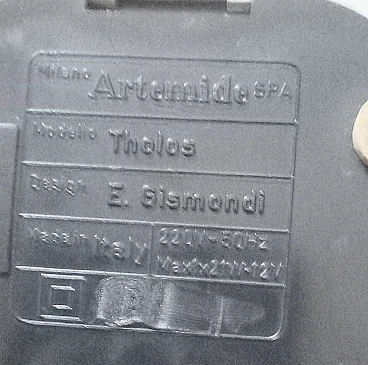 Milano Artemide SPA
Modello Tholos
Design E. Gismondi
Made in Italy 220V-50Hz
Max1x21W-12V